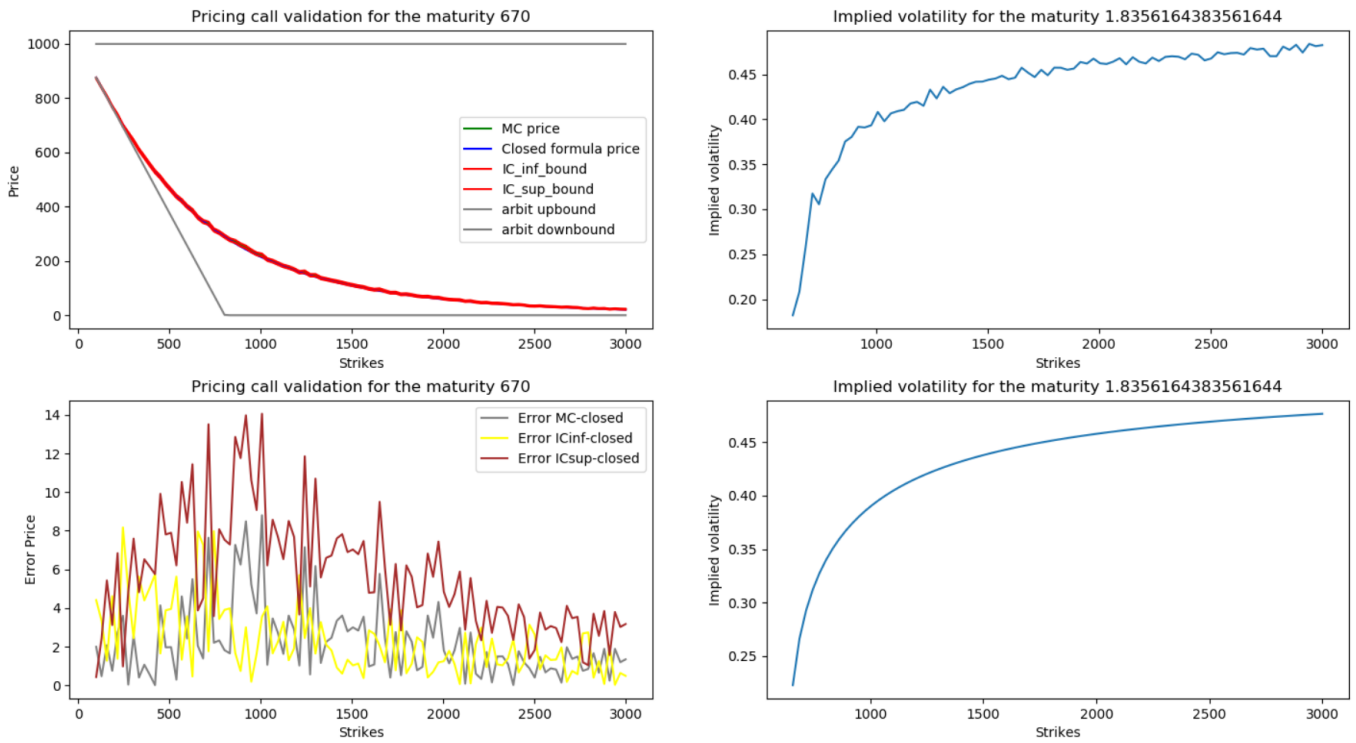 Pricing call validation for the maturity 670
1000
800
600
400
200
0
Price
MC price
Closed formula price
IC_inf_bound
IC_sup_bound
arbit upbound
arbit downbound
0 500 1000 1500 2000 2500 3000
Strikes
Implied volatility for the maturity 1.8356164383561644
0.45
0.40
0.35
0.30
0.25
0.20
Implied volatility
1000 1500 2000 2500 3000
Strikes
Pricing call validation for the maturity 670
14
12
10
8
6
4
2
0
Error Price
Error MC-closed
Error ICinf-closed
Error ICsup-closed
0 500 1000 1500 2000 2500 3000
Strikes
Implied volatility for the maturity 1.8356164383561644
0.45
0.40
0.35
0.30
0.25
Implied volatility
1000 1500 2000 2500 3000
Strikes